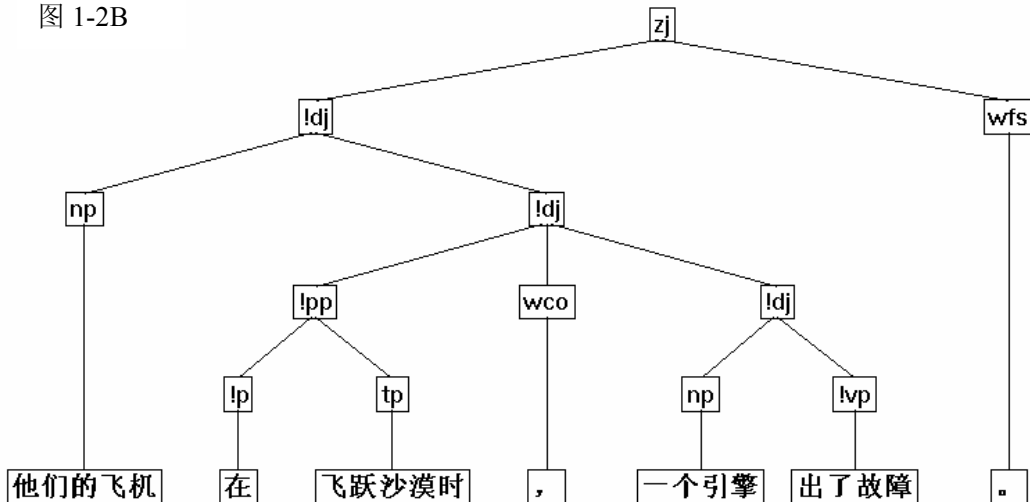 图 1-2B
zj
!dj wfs
np !dj
!pp wco !dj
!p tp np !vp
他们的飞机 在 飞跃沙漠时 , 一个引擎 出了故障 。